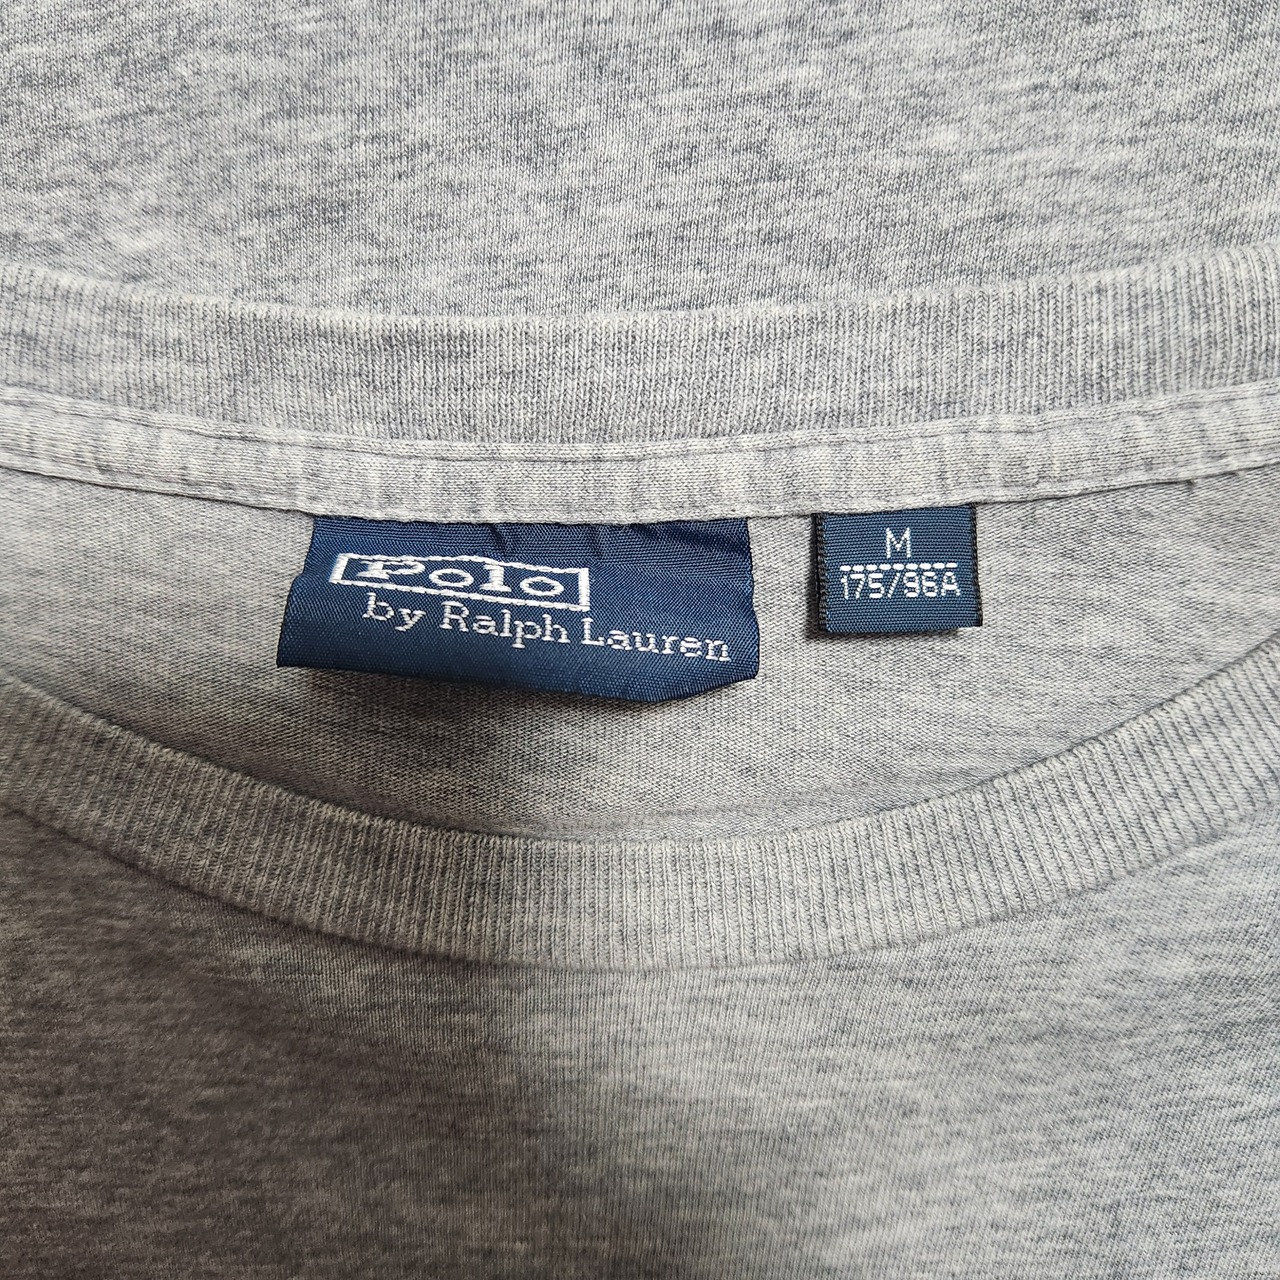 Polo
by Ralph Lauren
M
175/96A